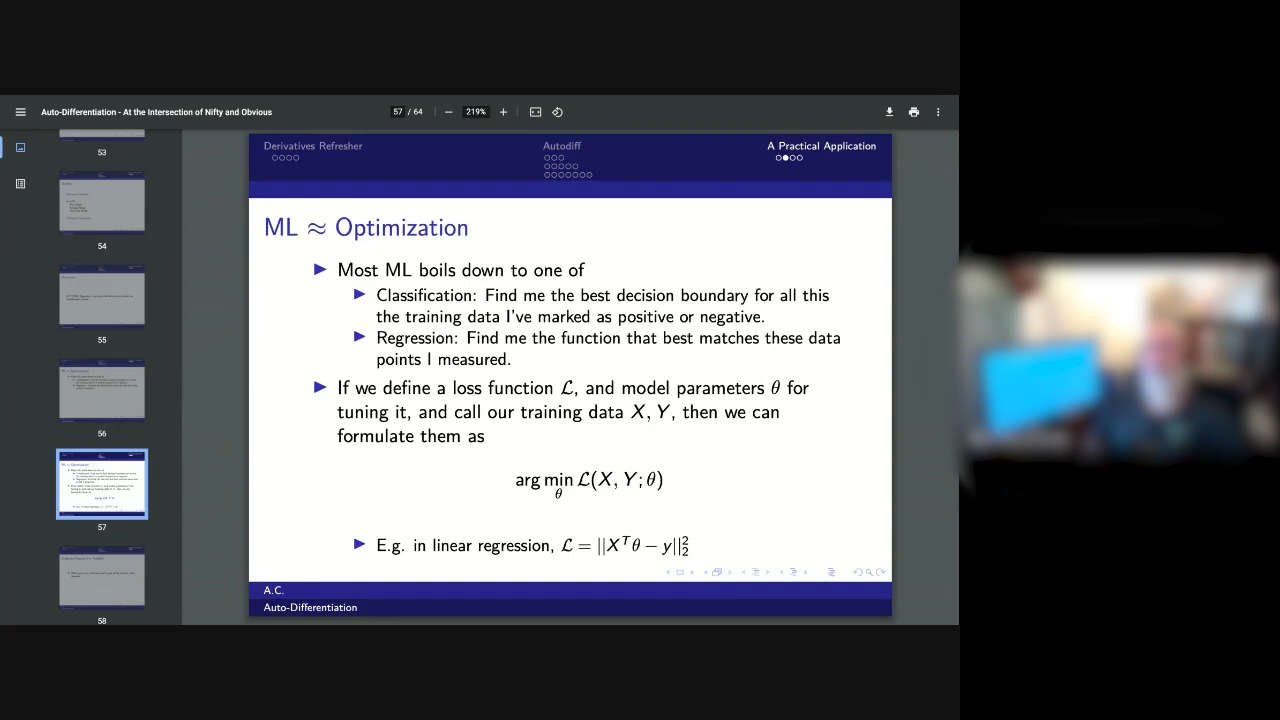 Auto-Differentiation - At the Intersection of Nifty and Obvious
57 / 64
219%
53
54
55
56
57
58
Derivatives Refresher
Autodiff
A Practical Application
ML ≈ Optimization
Most ML boils down to one of
Classification: Find me the best decision boundary for all this
the training data I've marked as positive or negative.
Regression: Find me the function that best matches these data
points I measured.
If we define a loss function ℒ, and model parameters θ for
tuning it, and call our training data X, Y, then we can
formulate them as
arg min ℒ(X, Y; θ)
θ
E.g. in linear regression, ℒ = ||Xᵀθ − y||₂²
A.C.
Auto-Differentiation